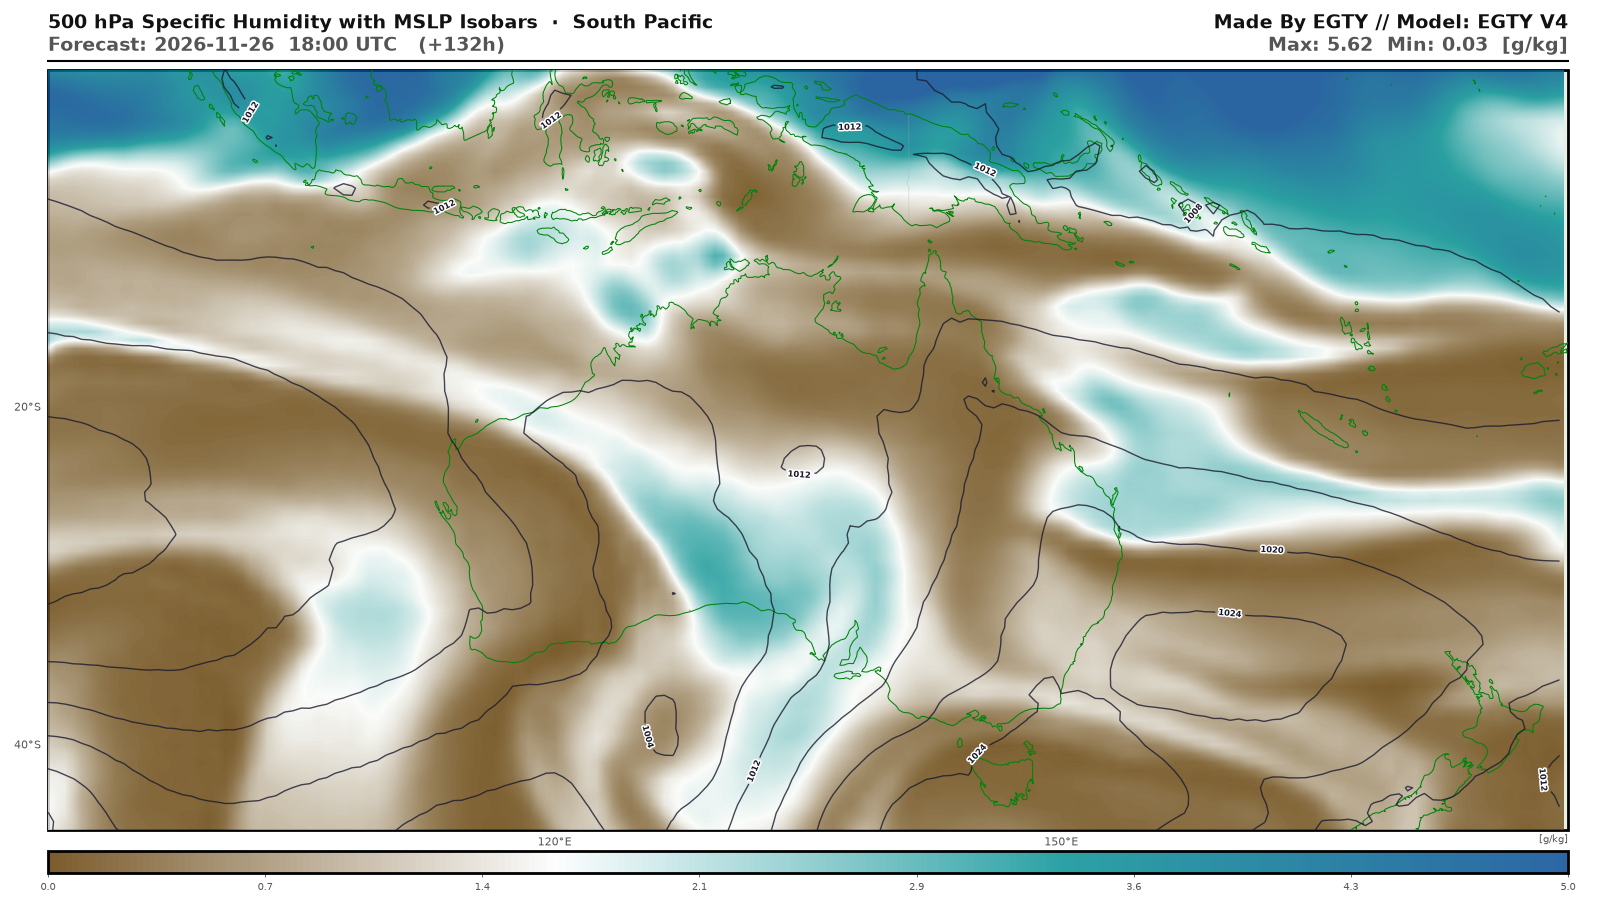 500 hPa Specific Humidity with MSLP Isobars · South Pacific
Made By EGTY // Model: EGTY V4
Forecast: 2026-11-26 18:00 UTC (+132h)
Max: 5.62 Min: 0.03 [g/kg]
1012
1012
1012
1012
1012
1008
20°S
1012
1020
1024
1004
40°S
1024
1012
1012
120°E
150°E
[g/kg]
0.0
0.7
1.4
2.1
2.9
3.6
4.3
5.0